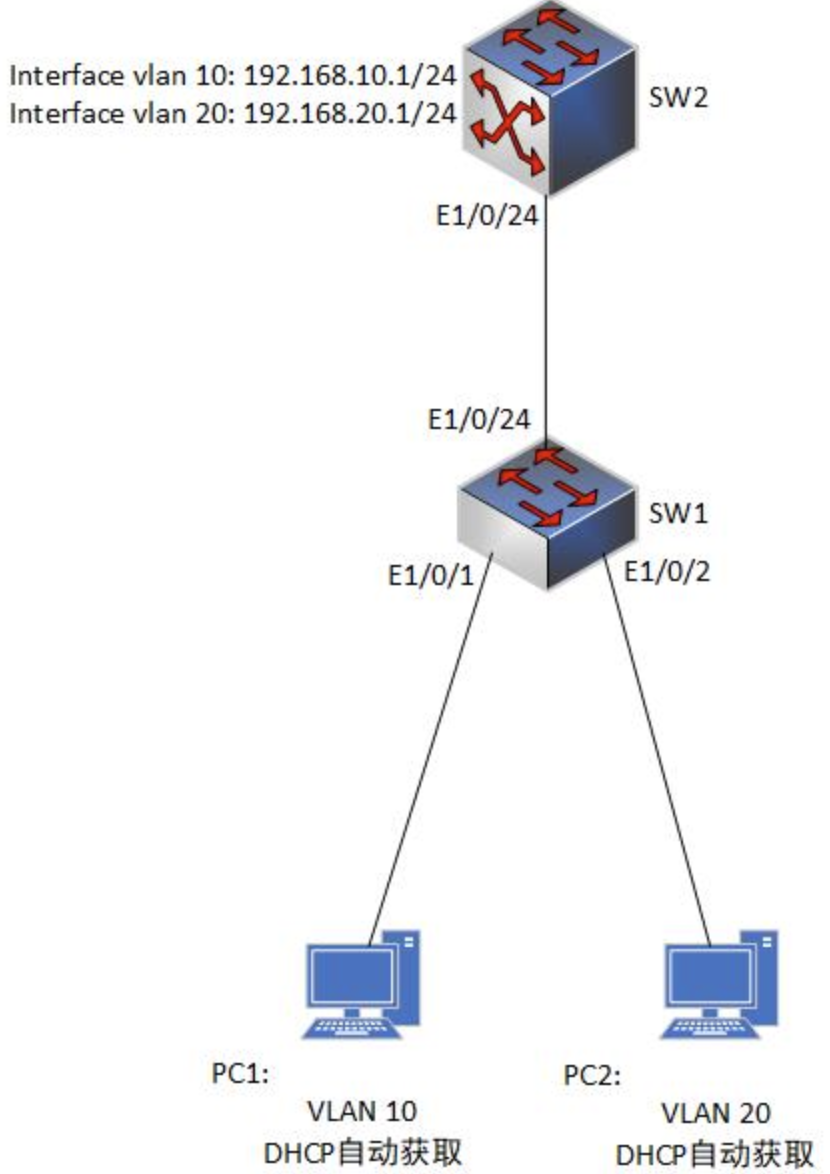 Interface vlan 10: 192.168.10.1/24
Interface vlan 20: 192.168.20.1/24
SW2
E1/0/24
E1/0/24
SW1
E1/0/1
E1/0/2
PC1:
VLAN 10
DHCP自动获取
PC2:
VLAN 20
DHCP自动获取